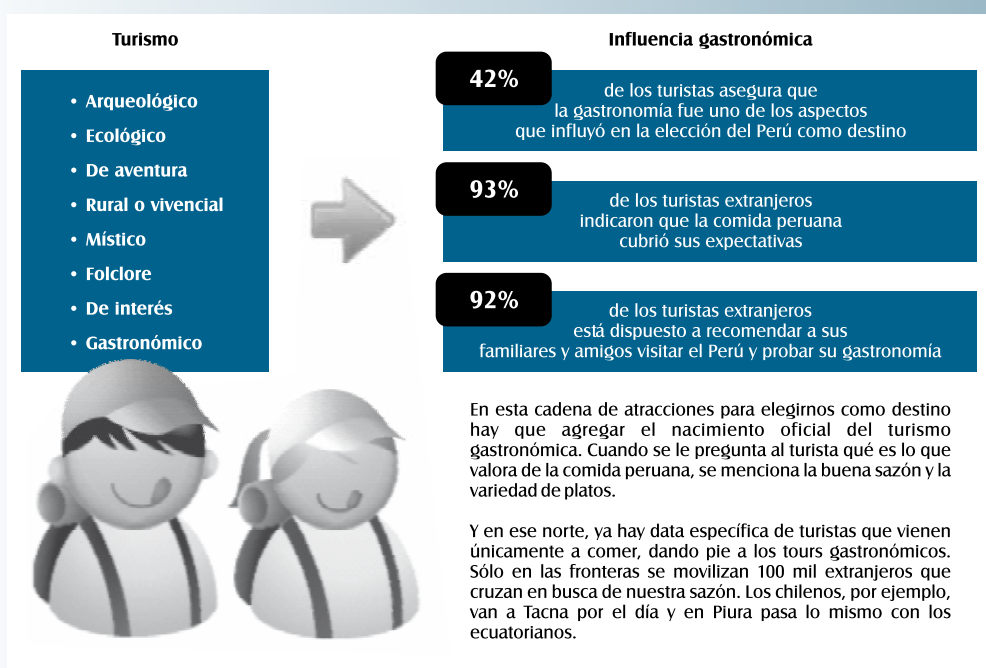 Turismo
• Arqueológico
• Ecológico
• De aventura
• Rural o vivencial
• Místico
• Folclore
• De interés
• Gastronómico
Influencia gastronómica
42%
de los turistas asegura que
la gastronomía fue uno de los aspectos
que influyó en la elección del Perú como destino
93%
de los turistas extranjeros
indicaron que la comida peruana
cubrió sus expectativas
92%
de los turistas extranjeros
está dispuesto a recomendar a sus
familiares y amigos visitar el Perú y probar su gastronomía
En esta cadena de atracciones para elegirnos como destino
hay que agregar el nacimiento oficial del turismo
gastronómica. Cuando se le pregunta al turista qué es lo que
valora de la comida peruana, se menciona la buena sazón y la
variedad de platos.
Y en ese norte, ya hay data específica de turistas que vienen
únicamente a comer, dando pie a los tours gastronómicos.
Sólo en las fronteras se movilizan 100 mil extranjeros que
cruzan en busca de nuestra sazón. Los chilenos, por ejemplo,
van a Tacna por el día y en Piura pasa lo mismo con los
ecuatorianos.